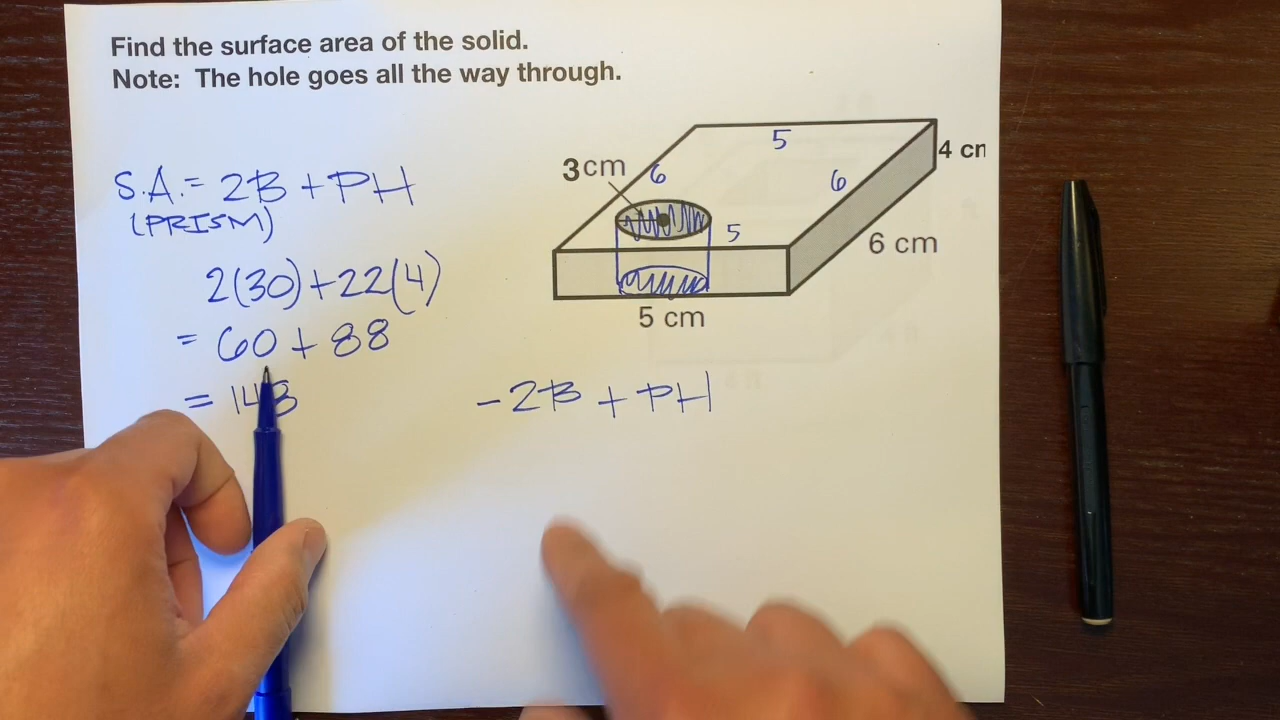 Find the surface area of the solid.
Note: The hole goes all the way through.
S.A. = 2B + PH
(PRISM)
2(30)+22(4)
= 60 + 88
= 148
3cm
6
5
4 cm
6
5
6 cm
5 cm
- 2B + PH